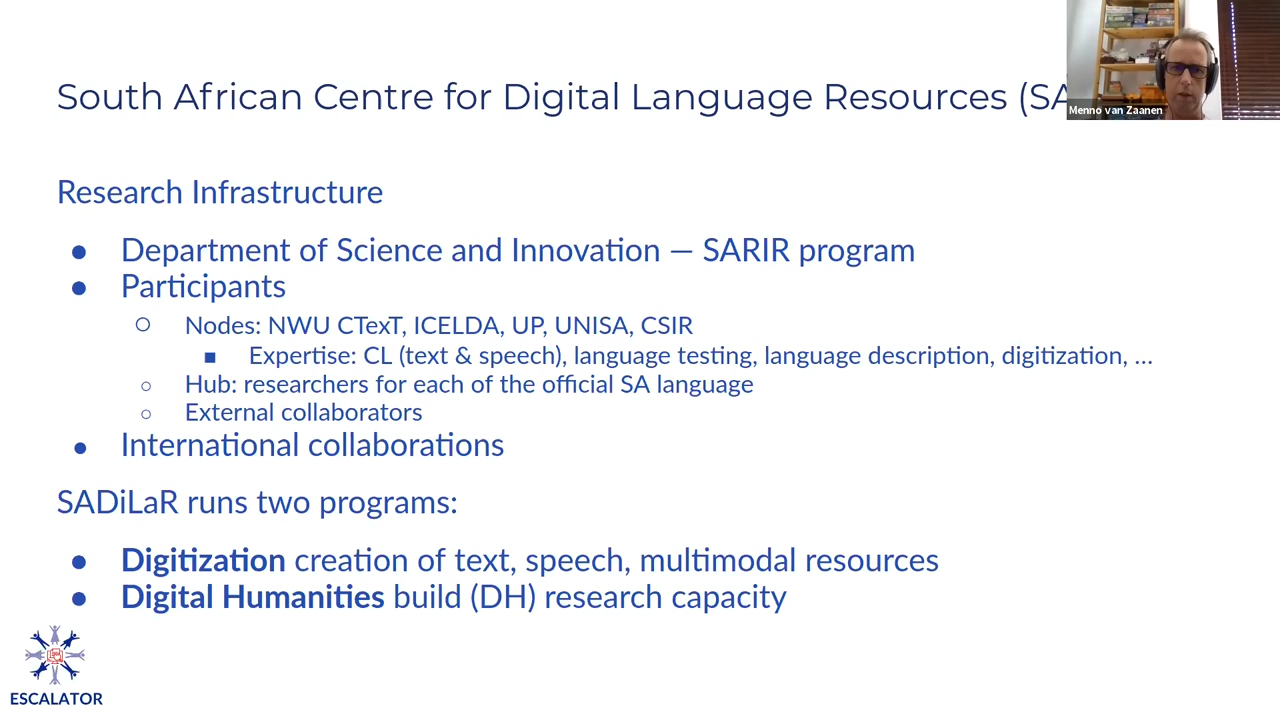 South African Centre for Digital Language Resources (SA
Menno van Zaanen
Research Infrastructure
● Department of Science and Innovation — SARIR program
● Participants
○ Nodes: NWU CTexT, ICELDA, UP, UNISA, CSIR
■ Expertise: CL (text & speech), language testing, language description, digitization, ...
○ Hub: researchers for each of the official SA language
○ External collaborators
● International collaborations
SADiLaR runs two programs:
● Digitization creation of text, speech, multimodal resources
● Digital Humanities build (DH) research capacity
ESCALATOR